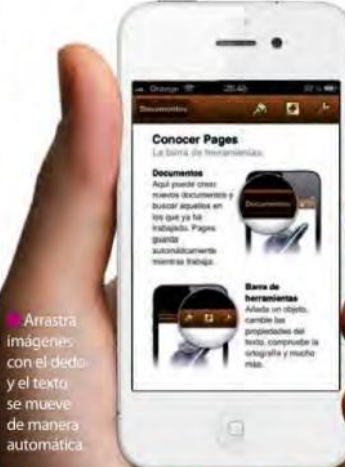 Orange
Documentos
Conocer Pages
La barra de herramientas
Documentos
Aquí puede crear
nuevos documentos y
buscar aquellos en
los que ya ha
trabajado. Pages
guarda
automáticamente
mientras trabaja.
Documentos
Barra de
herramientas
Añada un objeto,
cambie las
propiedades del
texto, compruebe la
ortografía y mucho
más.
Arrastra
imágenes
con el dedo
y el texto
se mueve
de manera
automática